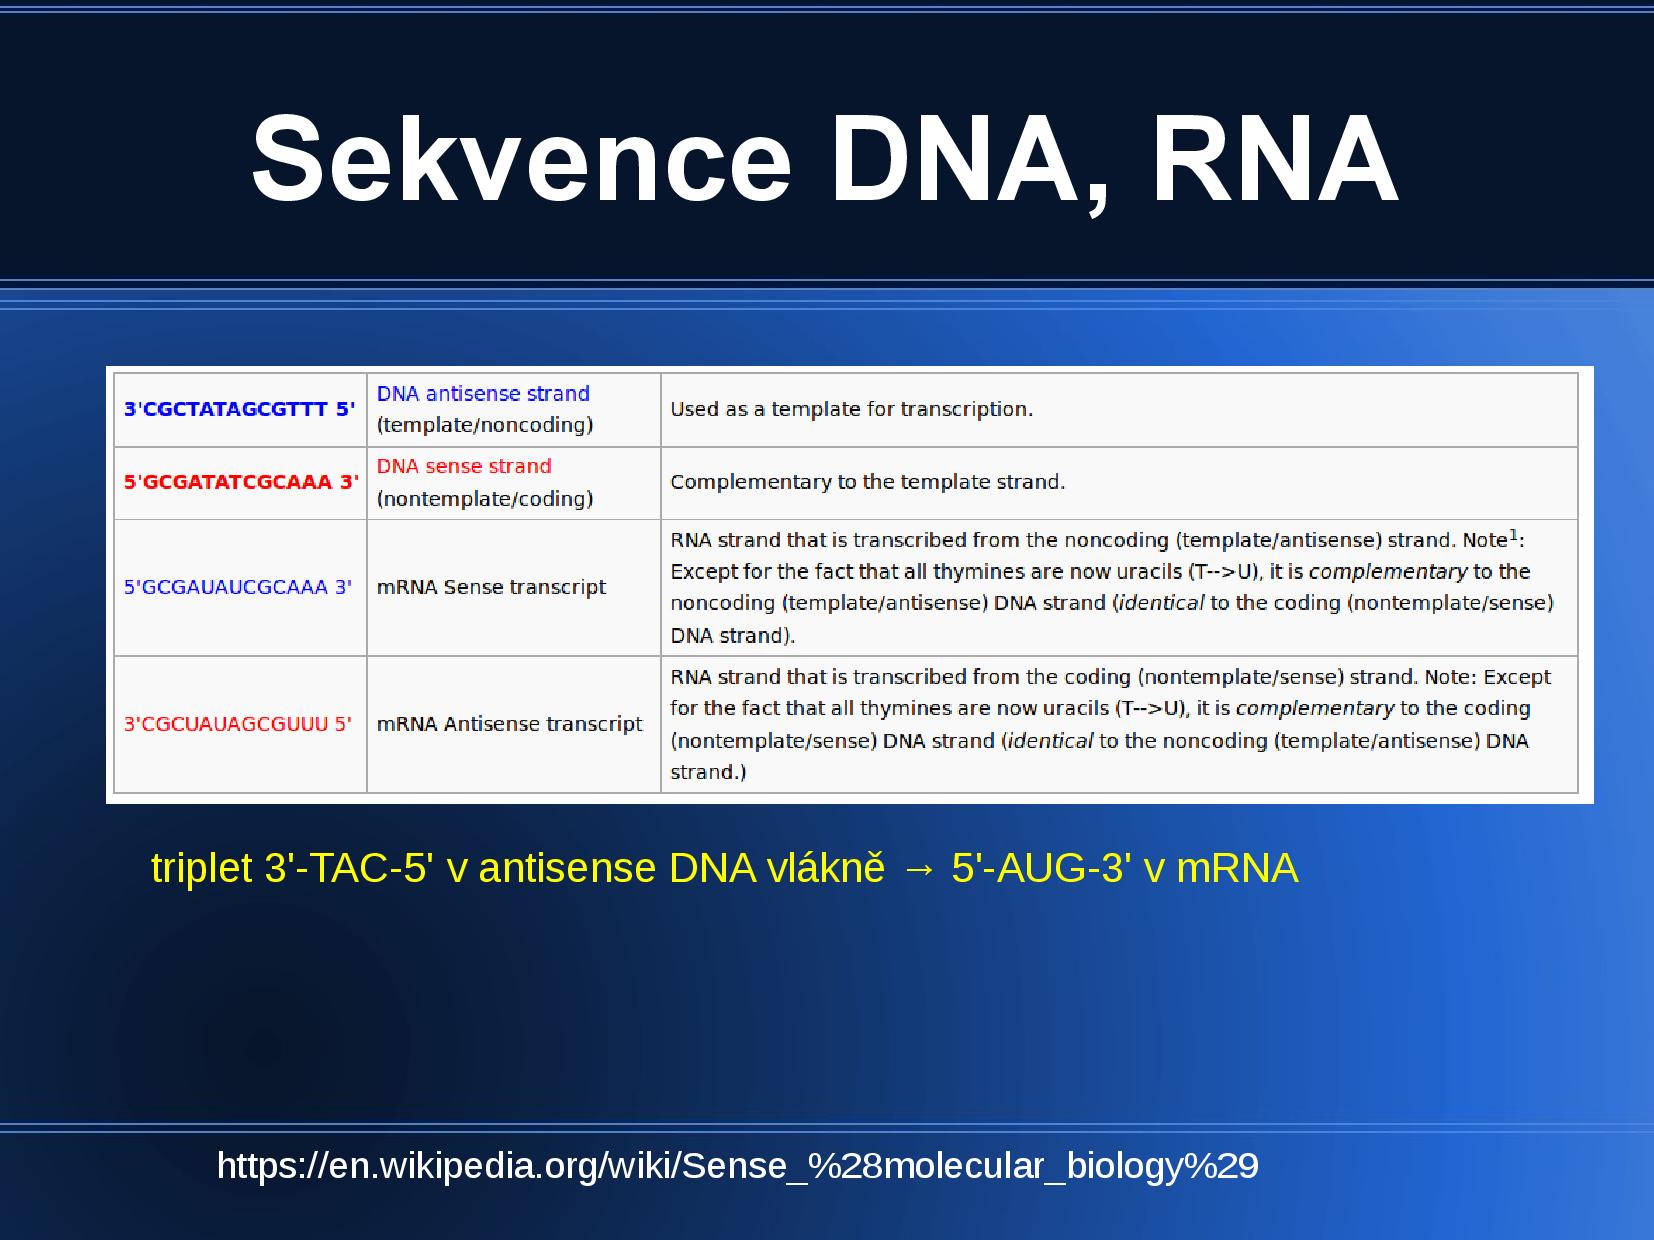 Sekvence DNA, RNA
3'CGCTATAGCGTTT 5'
DNA antisense strand
(template/noncoding)
Used as a template for transcription.
5'GCGATATCGCAAA 3'
DNA sense strand
(nontemplate/coding)
Complementary to the template strand.
5'GCGAUAUCGCAAA 3'
mRNA Sense transcript
RNA strand that is transcribed from the noncoding (template/antisense) strand. Note1:
Except for the fact that all thymines are now uracils (T-->U), it is complementary to the
noncoding (template/antisense) DNA strand (identical to the coding (nontemplate/sense)
DNA strand).
3'CGCUAUAGCGUUU 5'
mRNA Antisense transcript
RNA strand that is transcribed from the coding (nontemplate/sense) strand. Note: Except
for the fact that all thymines are now uracils (T-->U), it is complementary to the coding
(nontemplate/sense) DNA strand (identical to the noncoding (template/antisense) DNA
strand.)
triplet 3'-TAC-5' v antisense DNA vlákně → 5'-AUG-3' v mRNA
https://en.wikipedia.org/wiki/Sense_%28molecular_biology%29